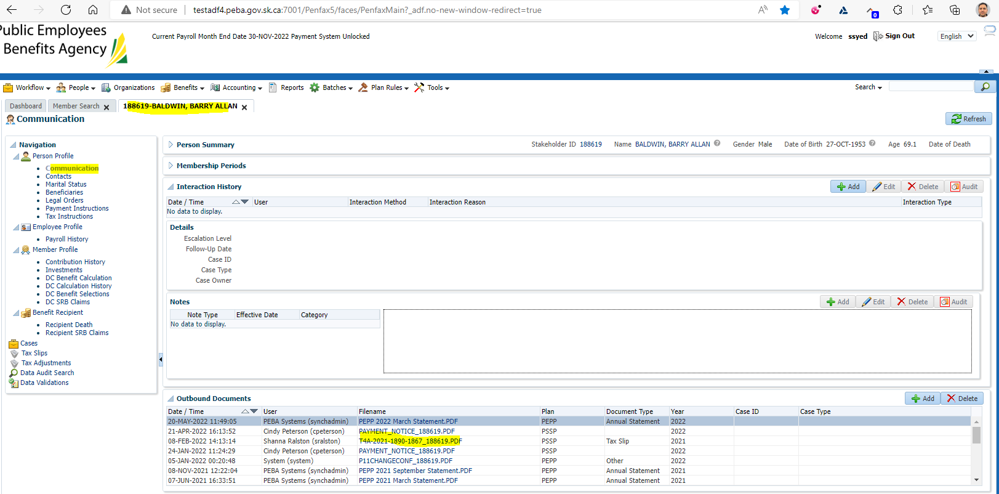 Not secure | testadf4.peba.gov.sk.ca:7001/Penfax5/faces/PenfaxMain?_adf.no-new-window-redirect=true
A 0
Public Employees
Benefits Agency
Current Payroll Month End Date 30-NOV-2022 Payment System Unlocked
Welcome ssyed Sign Out English
Workflow People Organizations Benefits Accounting Reports Batches Plan Rules Tools Search
Dashboard Member Search 188619-BALDWIN, BARRY ALLAN
Communication Refresh
Navigation
Person Profile
Communication
Contacts
Marital Status
Beneficiaries
Legal Orders
Payment Instructions
Tax Instructions
Employee Profile
Payroll History
Member Profile
Contribution History
Investments
DC Benefit Calculation
DC Calculation History
DC Benefit Selections
DC SRB Claims
Benefit Recipient
Recipient Death
Recipient SRB Claims
Cases
Tax Slips
Tax Adjustments
Data Audit Search
Data Validations
Person Summary Stakeholder ID 188619 Name BALDWIN, BARRY ALLAN Gender Male Date of Birth 27-OCT-1953 Age 69.1 Date of Death
Membership Periods
Interaction History Add Edit Delete Audit
Date / Time User Interaction Method Interaction Reason Interaction Type
No data to display.
Details
Escalation Level
Follow-Up Date
Case ID
Case Type
Case Owner
Notes Add Edit Delete Audit
Note Type Effective Date Category
No data to display.
Outbound Documents Add Delete
Date / Time User Filename Plan Document Type Year Case ID Case Type
20-MAY-2022 11:49:05 PEBA Systems (synchadmin) PEPP 2022 March Statement.PDF PEPP Annual Statement 2022
21-APR-2022 16:13:52 Cindy Peterson (cpeterson) PAYMENT_NOTICE_188619.PDF PSSP 2022
08-FEB-2022 14:13:14 Shanna Ralston (sralston) T4A-2021-1890-1867_188619.PDF PSSP Tax Slip 2021
24-JAN-2022 11:24:29 Cindy Peterson (cpeterson) PAYMENT_NOTICE_188619.PDF PSSP 2022
05-JAN-2022 00:20:48 System (system) P11CHANGECONF_188619.PDF PEPP Other 2022
08-NOV-2021 12:22:04 PEBA Systems (synchadmin) PEPP 2021 September Statement.PDF PEPP Annual Statement 2021
07-JUN-2021 16:33:51 PEBA Systems (synchadmin) PEPP 2021 March Statement.PDF PEPP Annual Statement 2021